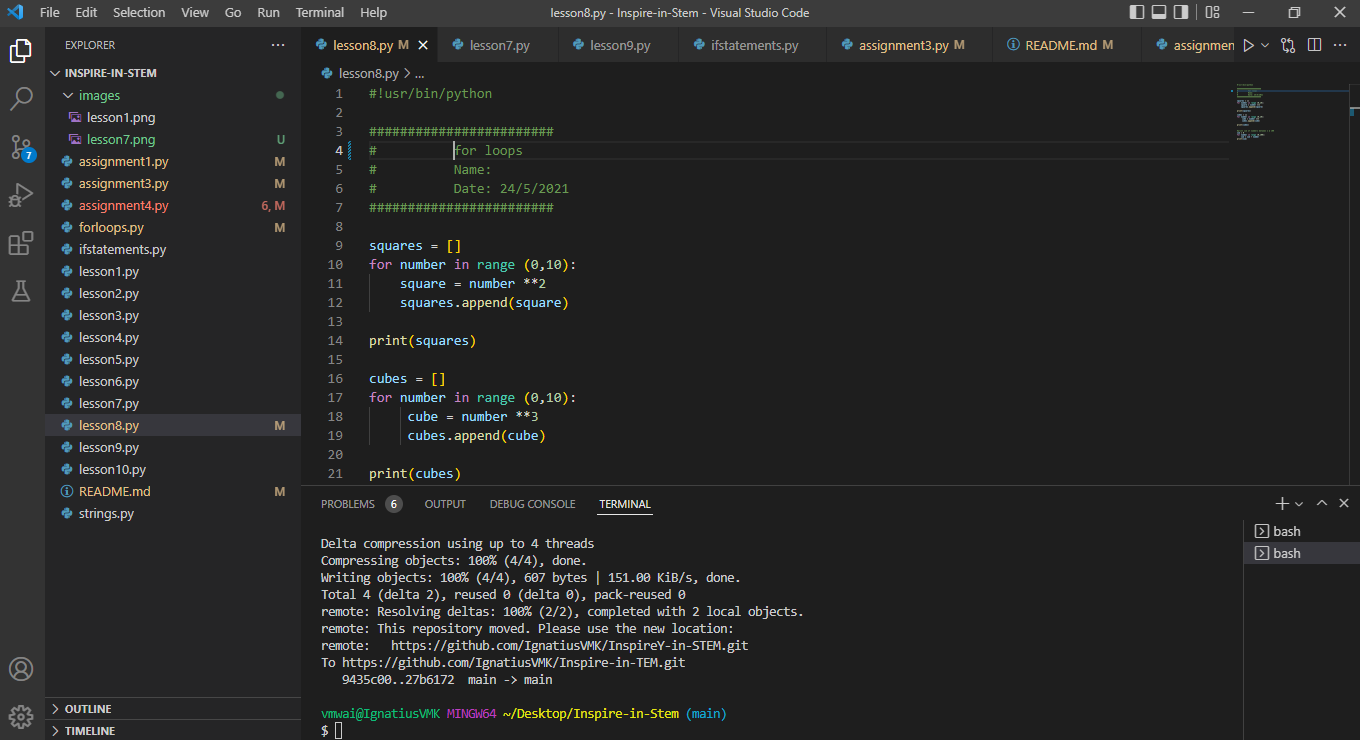 File Edit Selection View Go Run Terminal Help lesson8.py - Inspire-in-Stem - Visual Studio Code
EXPLORER
INSPIRE-IN-STEM
images
lesson1.png
lesson7.png U
assignment1.py M
assignment3.py M
assignment4.py 6, M
forloops.py M
ifstatements.py
lesson1.py
lesson2.py
lesson3.py
lesson4.py
lesson5.py
lesson6.py
lesson7.py
lesson8.py M
lesson9.py
lesson10.py
README.md M
strings.py
OUTLINE
TIMELINE
7
lesson8.py M lesson7.py lesson9.py ifstatements.py assignment3.py M README.md M assignmen
lesson8.py > ...
1 #!usr/bin/python
2
3 ########################
4 # for loops
5 # Name:
6 # Date: 24/5/2021
7 ########################
8
9 squares = []
10 for number in range (0,10):
11 square = number **2
12 squares.append(square)
13
14 print(squares)
15
16 cubes = []
17 for number in range (0,10):
18 cube = number **3
19 cubes.append(cube)
20
21 print(cubes)
PROBLEMS 6 OUTPUT DEBUG CONSOLE TERMINAL
Delta compression using up to 4 threads
Compressing objects: 100% (4/4), done.
Writing objects: 100% (4/4), 607 bytes | 151.00 KiB/s, done.
Total 4 (delta 2), reused 0 (delta 0), pack-reused 0
remote: Resolving deltas: 100% (2/2), completed with 2 local objects.
remote: This repository moved. Please use the new location:
remote: https://github.com/IgnatiusVMK/InspireY-in-STEM.git
To https://github.com/IgnatiusVMK/Inspire-in-TEM.git
9435c00..27b6172 main -> main
vmwai@IgnatiusVMK MINGW64 ~/Desktop/Inspire-in-Stem (main)
$
bash
bash